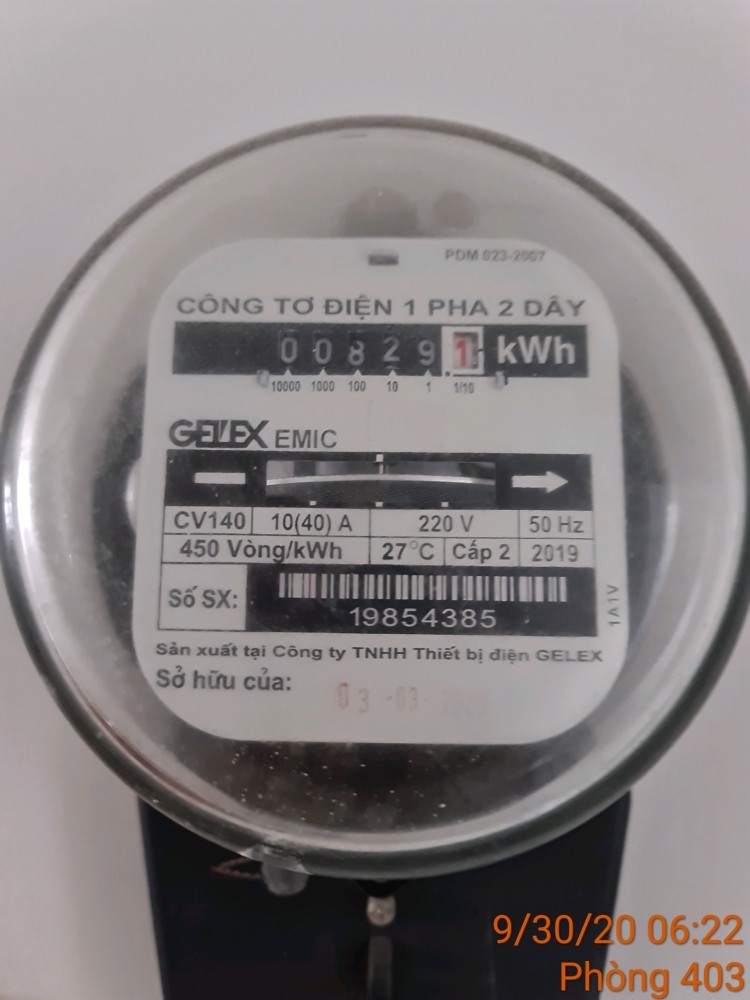 PDM 023-2007
CÔNG TƠ ĐIỆN 1 PHA 2 DÂY
0 0 8 2 9 1 kWh
10000 1000 100 10 1 1/10
GELEX EMIC
CV140 10(40) A 220 V 50 Hz
450 Vòng/kWh 27°C Cấp 2 2019
Số SX:
19854385
1A1V
Sản xuất tại Công ty TNHH Thiết bị điện GELEX
Sở hữu của:
03 -03
9/30/20 06:22
Phòng 403